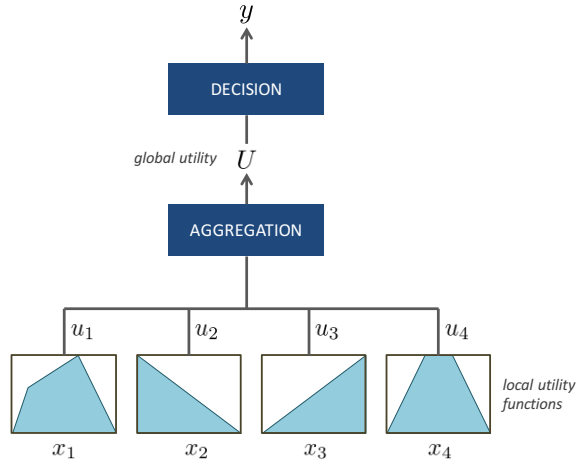 y
DECISION
global utility U
AGGREGATION
u₁ u₂ u₃ u₄
local utility
functions
x₁ x₂ x₃ x₄